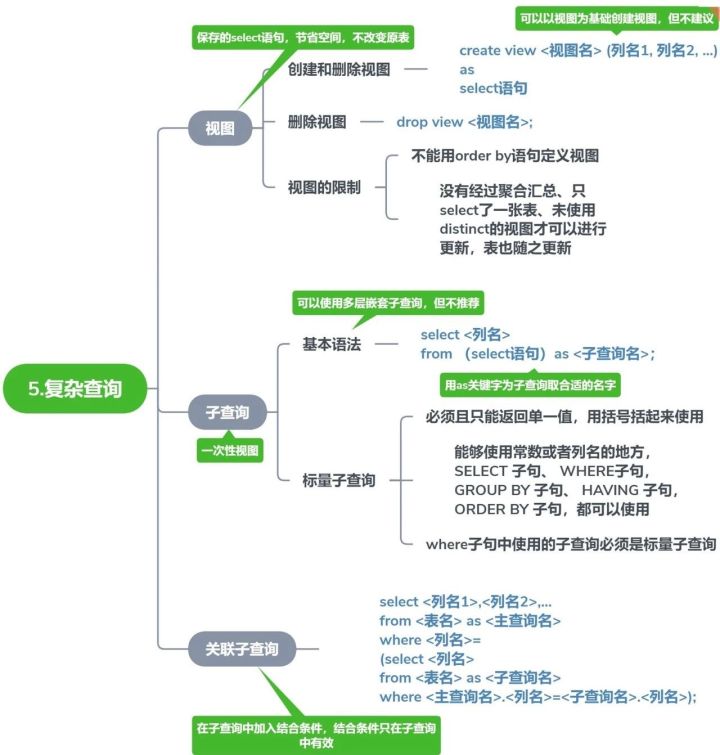 可以以视图为基础创建视图，但不建议
保存的select语句，节省空间，不改变原表
create view <视图名> (列名1, 列名2, ...)
as
select语句
创建和删除视图
视图
删除视图
drop view <视图名>;
不能用order by语句定义视图
视图的限制
没有经过聚合汇总、只
select了一张表、未使用
distinct的视图才可以进行
更新，表也随之更新
可以使用多层嵌套子查询，但不推荐
select <列名>
from （select语句）as <子查询名>；
基本语法
用as关键字为子查询取合适的名字
5.复杂查询
子查询
一次性视图
必须且只能返回单一值，用括号括起来使用
能够使用常数或者列名的地方，
SELECT 子句、 WHERE子句，
GROUP BY 子句、 HAVING 子句，
ORDER BY 子句，都可以使用
标量子查询
where子句中使用的子查询必须是标量子查询
select <列名1>,<列名2>,...
from <表名> as <主查询名>
where <列名>=
(select <列名>
from <表名> as <子查询名>
where <主查询名>.<列名>=<子查询名>.<列名>);
关联子查询
在子查询中加入结合条件，结合条件只在子查询
中有效